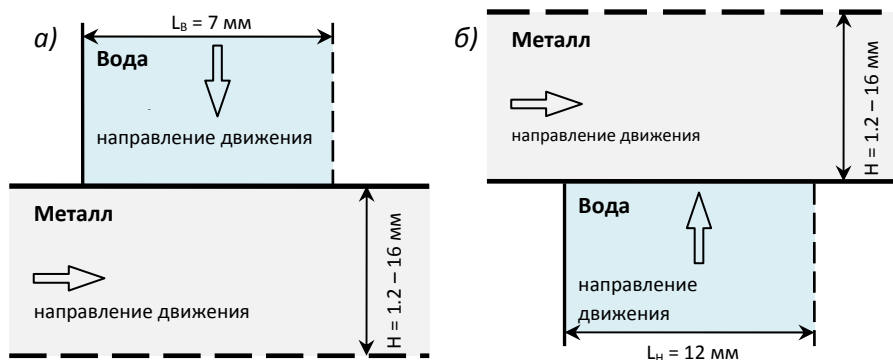 а)
L_В = 7 мм
Вода
направление движения
Металл
направление движения
H = 1.2 – 16 мм
б)
Металл
направление движения
H = 1.2 – 16 мм
Вода
направление
движения
L_Н = 12 мм